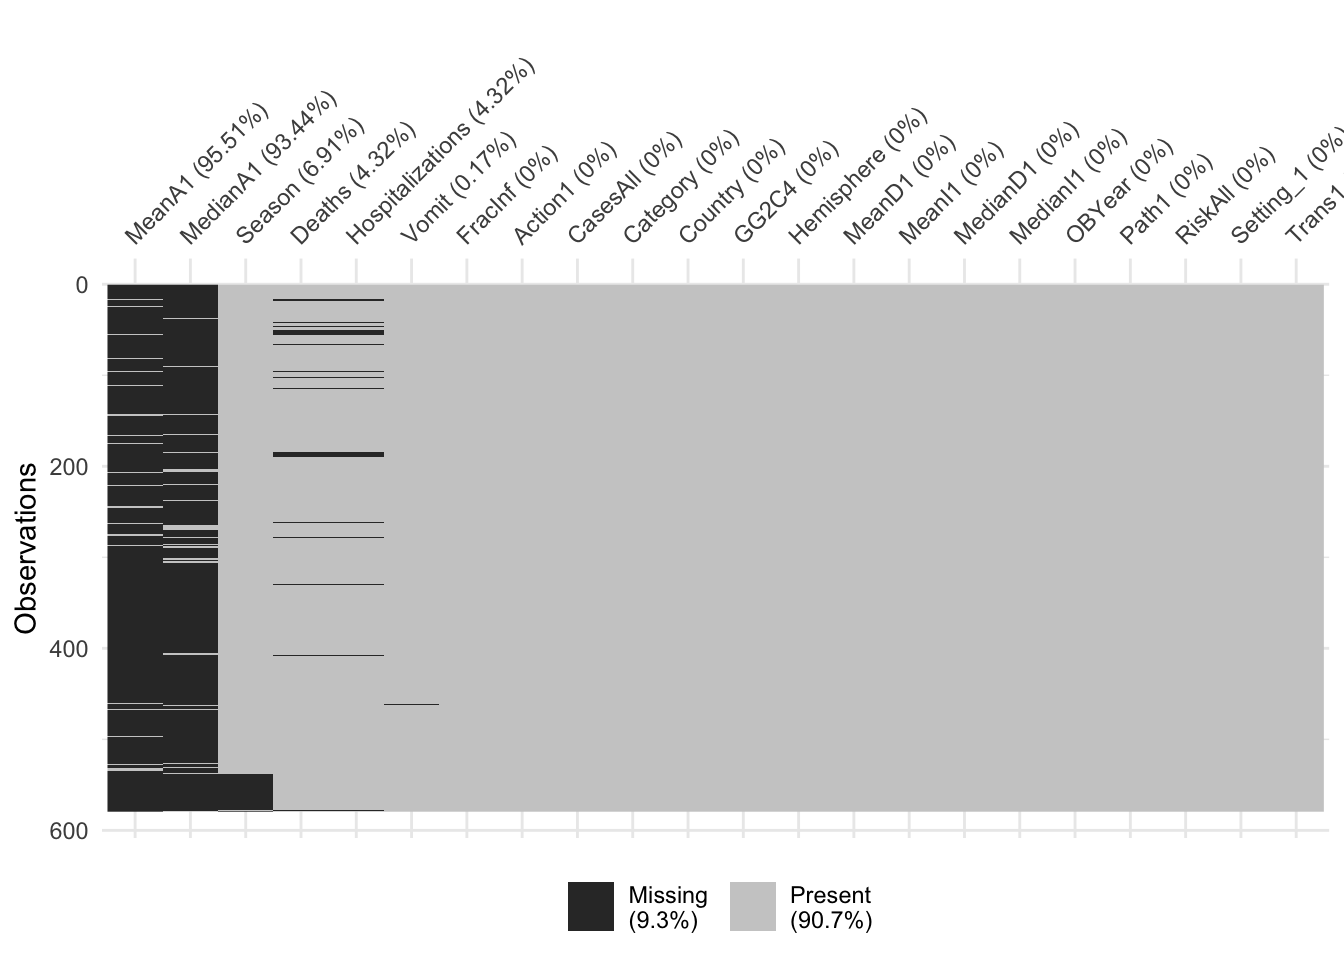 MeanA1 (95.51%)
MedianA1 (93.44%)
Season (6.91%)
Deaths (4.32%)
Hospitalizations (4.32%)
Vomit (0.17%)
FracInf (0%)
Action1 (0%)
CasesAll (0%)
Category (0%)
Country (0%)
GG2C4 (0%)
Hemisphere (0%)
MeanD1 (0%)
MeanI1 (0%)
MedianD1 (0%)
MedianI1 (0%)
OBYear (0%)
Path1 (0%)
RiskAll (0%)
Setting_1 (0%
Trans1
0
200
400
600
Observations
Missing
(9.3%)
Present
(90.7%)